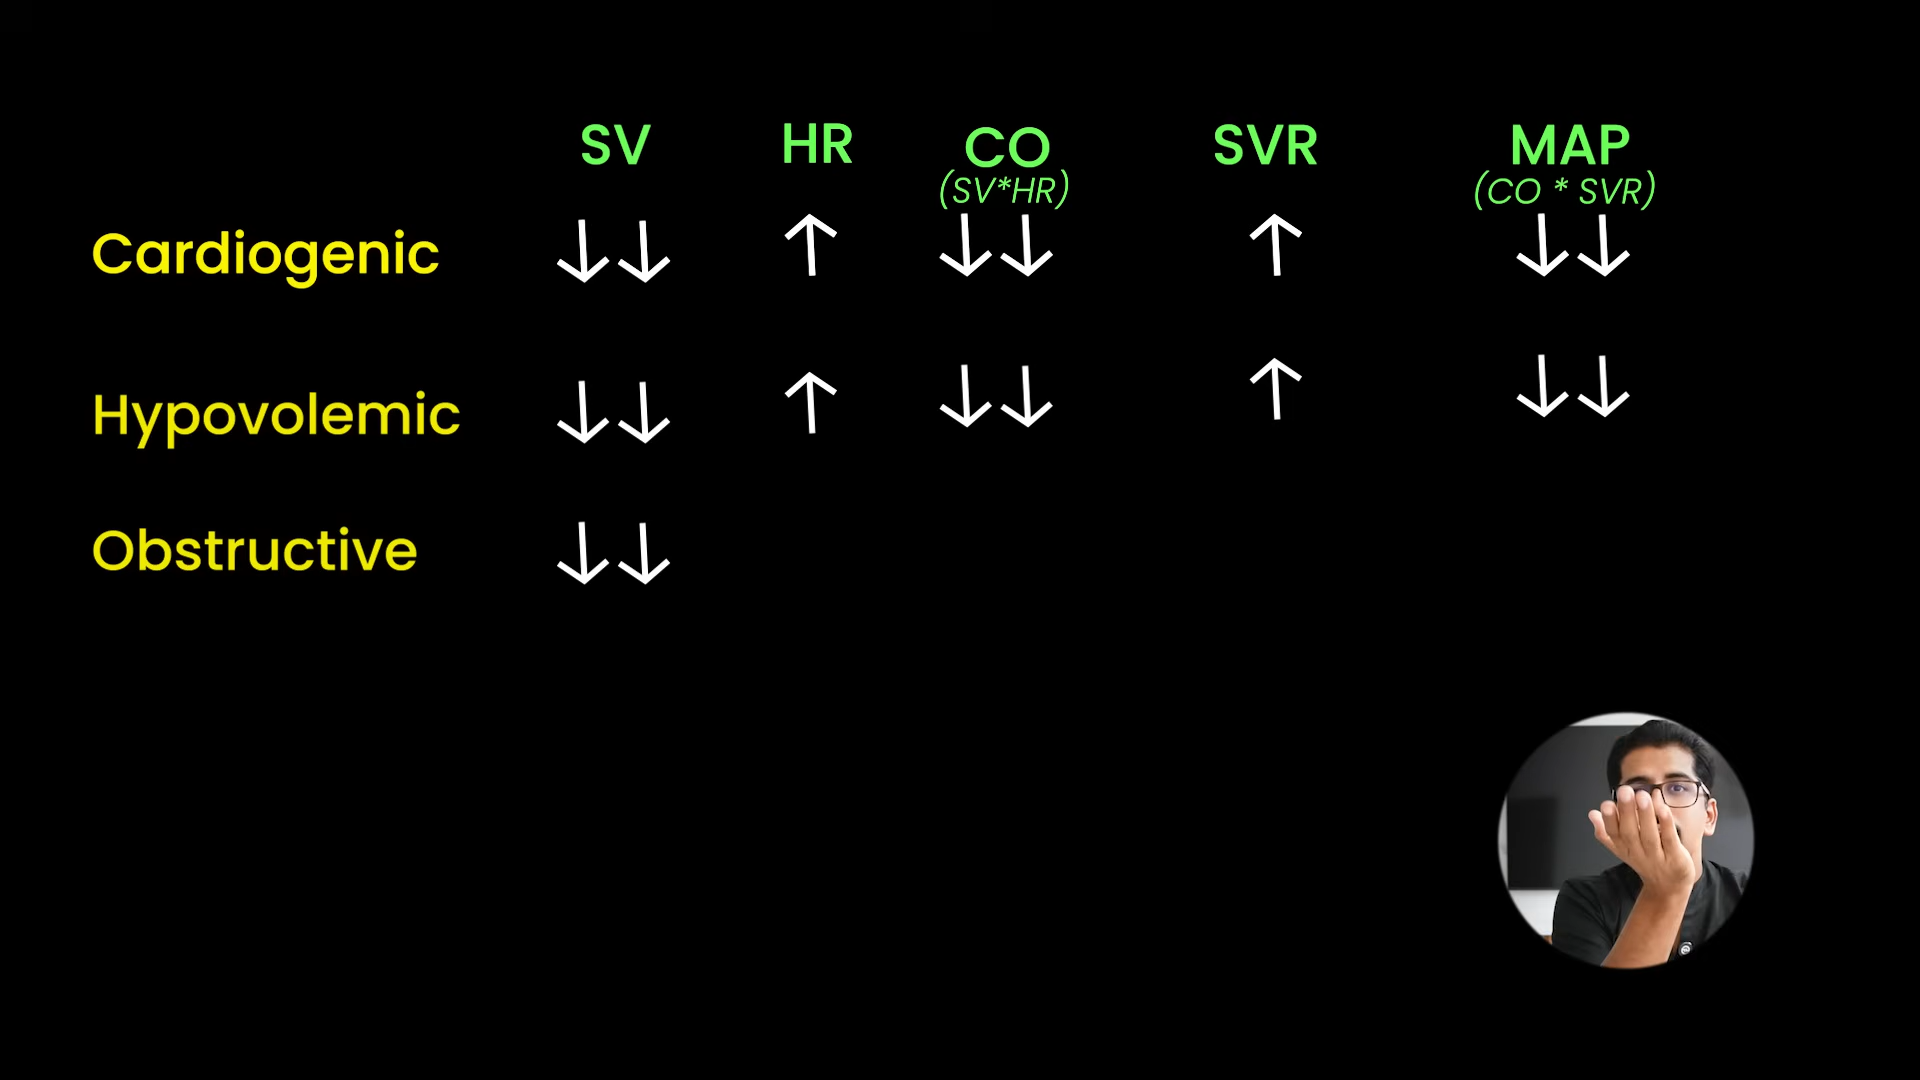 SV HR CO SVR MAP
(SV*HR) (CO * SVR)
Cardiogenic ↓↓ ↑ ↓↓ ↑ ↓↓
Hypovolemic ↓↓ ↑ ↓↓ ↑ ↓↓
Obstructive ↓↓